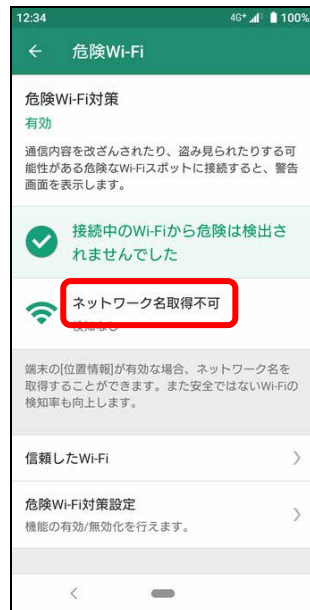 12:34
4G+ 100%
← 危険Wi-Fi
危険Wi-Fi対策
有効
通信内容を改ざんされたり、盗み見られたりする可
能性がある危険なWi-Fiスポットに接続すると、警告
画面を表示します。
接続中のWi-Fiから危険は検出さ
れませんでした
ネットワーク名取得不可
検知なし
端末の[位置情報]が有効な場合、ネットワーク名を
取得することができます。また安全ではないWi-Fiの
検知率も向上します。
信頼したWi-Fi
危険Wi-Fi対策設定
機能の有効/無効化を行えます。